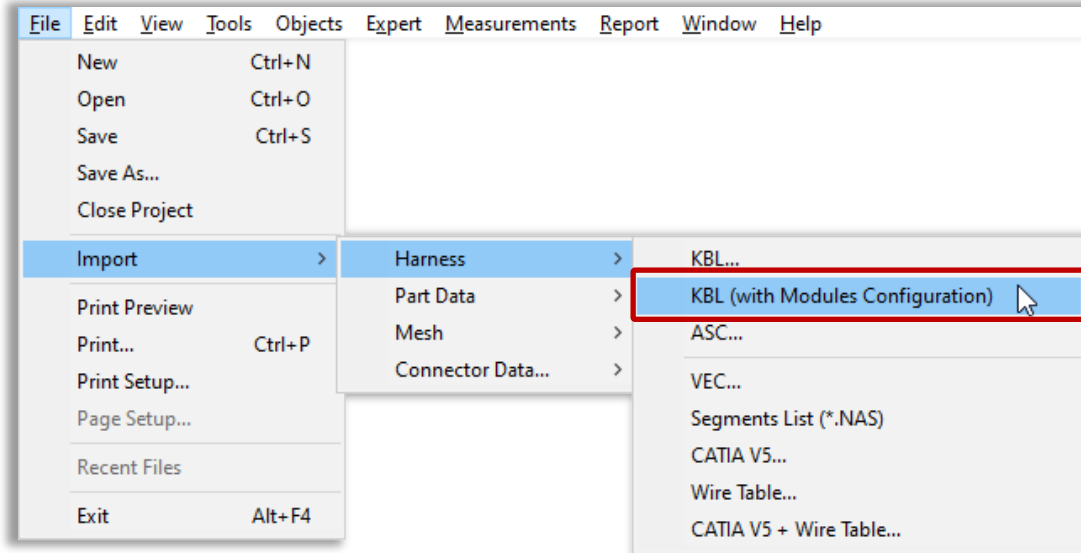 File Edit View Tools Objects Expert Measurements Report Window Help
New Ctrl+N
Open Ctrl+O
Save Ctrl+S
Save As...
Close Project
Import >
Print Preview
Print... Ctrl+P
Print Setup...
Page Setup...
Recent Files
Exit Alt+F4
Harness >
Part Data >
Mesh >
Connector Data... >
KBL...
KBL (with Modules Configuration)
ASC...
VEC...
Segments List (*.NAS)
CATIA V5...
Wire Table...
CATIA V5 + Wire Table...